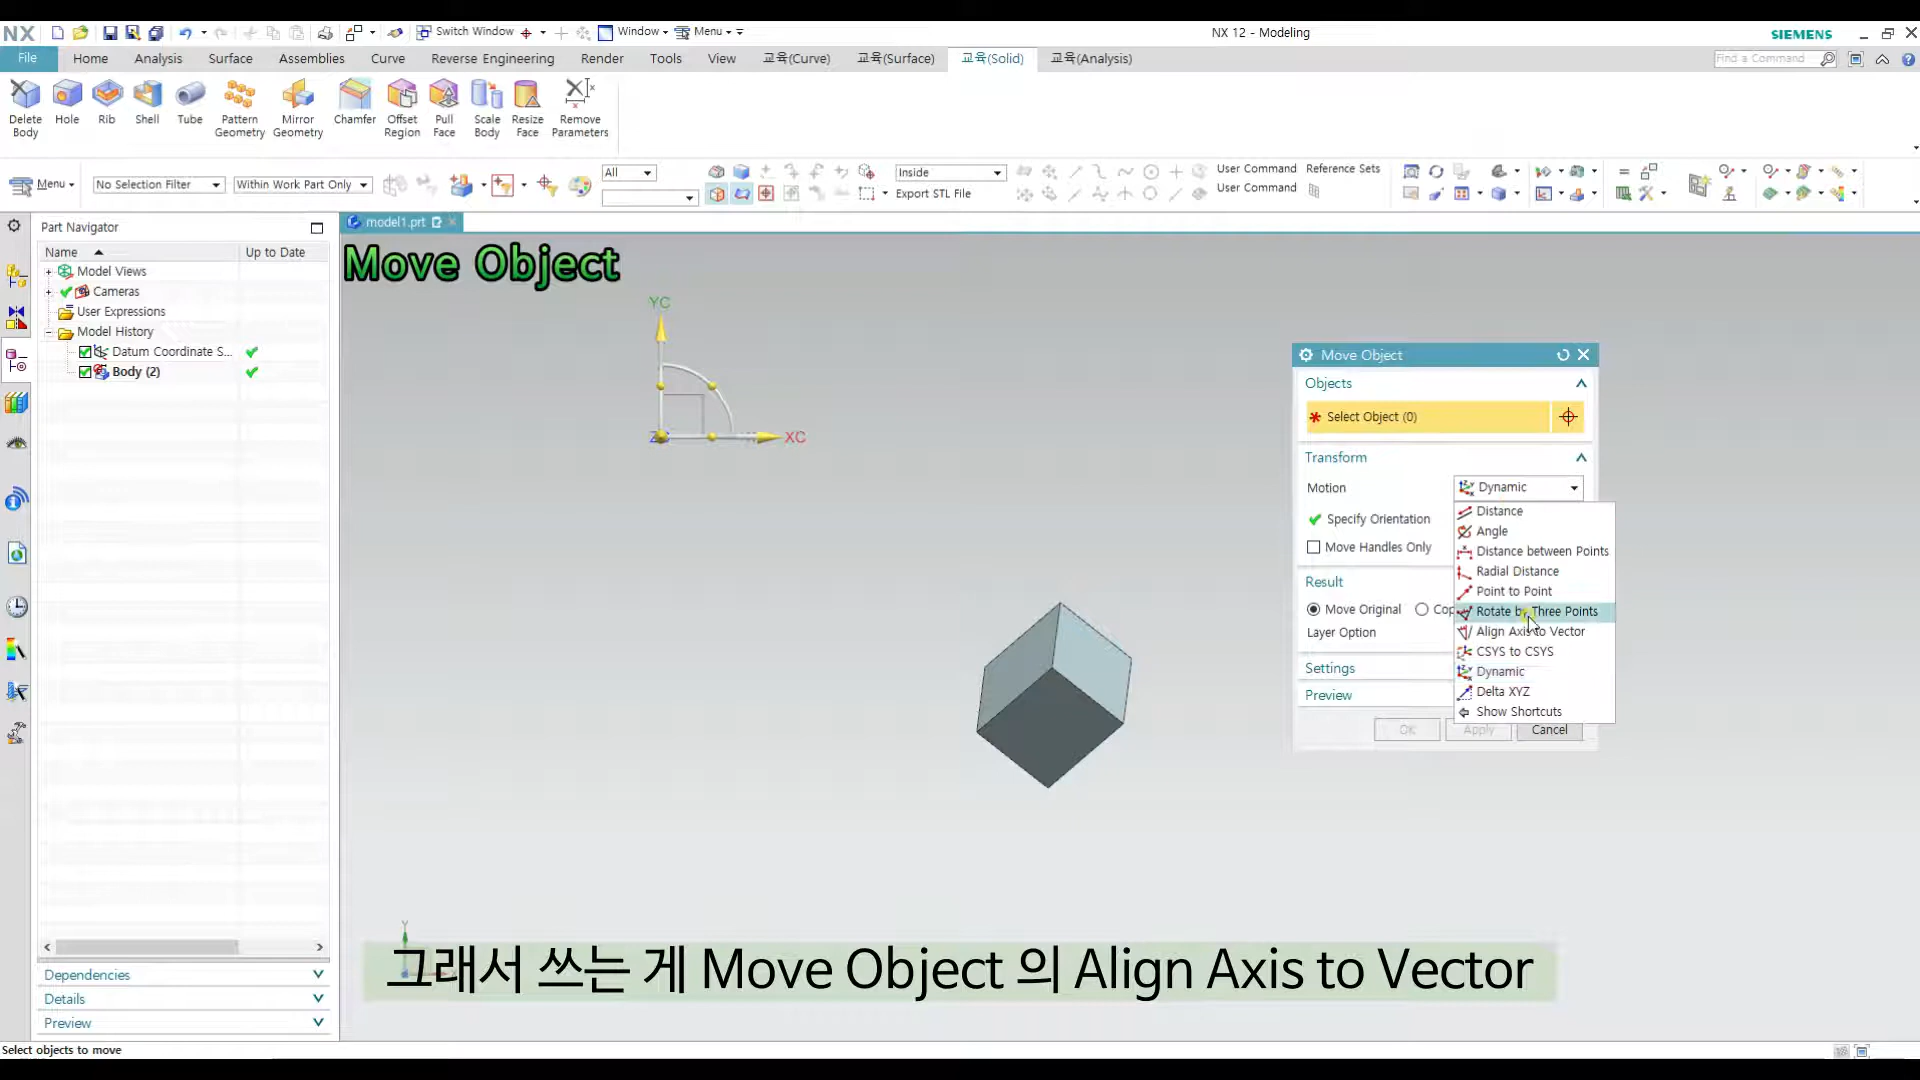 NX
Switch Window
Window
Menu
NX 12 - Modeling
SIEMENS
File
Home
Analysis
Surface
Assemblies
Curve
Reverse Engineering
Render
Tools
View
교육(Curve)
교육(Surface)
교육(Solid)
교육(Analysis)
Find a Command
Delete Body
Hole
Rib
Shell
Tube
Pattern Geometry
Mirror Geometry
Chamfer
Offset Region
Pull Face
Scale Body
Resize Face
Remove Parameters
Menu
No Selection Filter
Within Work Part Only
All
Inside
Export STL File
User Command
Reference Sets
User Command
Part Navigator
model1.prt
Name
Up to Date
Model Views
Cameras
User Expressions
Model History
Datum Coordinate S...
Body (2)
Move Object
YC
XC
Move Object
Objects
* Select Object (0)
Transform
Motion
Dynamic
Specify Orientation
Move Handles Only
Result
Move Original
Cop
Layer Option
Settings
Preview
Distance
Angle
Distance between Points
Radial Distance
Point to Point
Rotate by Three Points
Align Axis to Vector
CSYS to CSYS
Dynamic
Delta XYZ
Show Shortcuts
OK
Apply
Cancel
Y
그래서 쓰는 게 Move Object 의 Align Axis to Vector
Dependencies
Details
Preview
Select objects to move